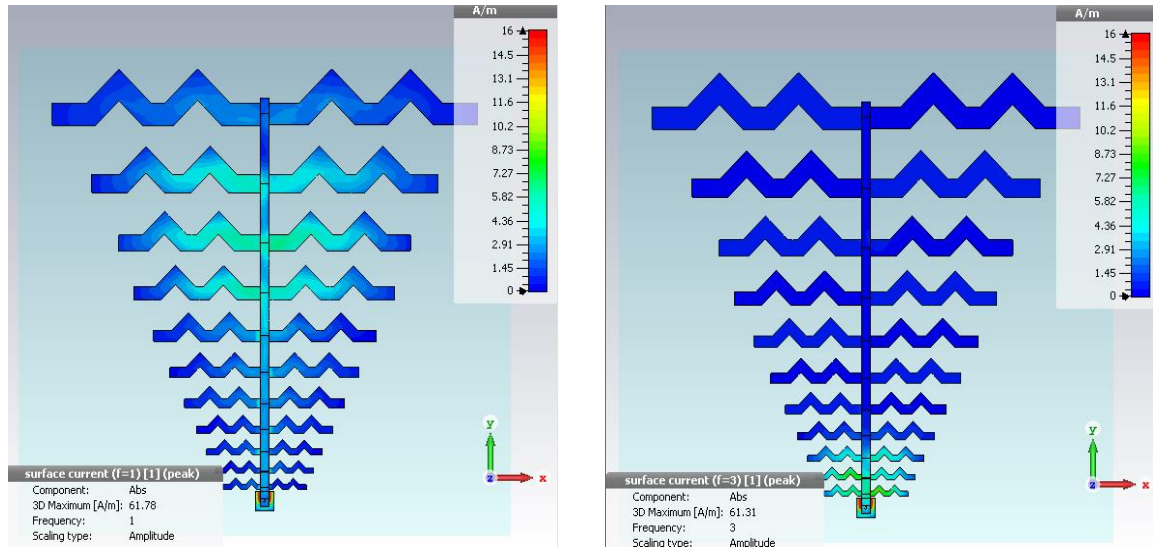 A/m
16
14.5
13.1
11.6
10.2
8.73
7.27
5.82
4.36
2.91
1.45
0
y
x
z
surface current (f=1) [1] (peak)
Component: Abs
3D Maximum [A/m]: 61.78
Frequency: 1
Scaling type: Amplitude
A/m
16
14.5
13.1
11.6
10.2
8.73
7.27
5.82
4.36
2.91
1.45
0
y
x
z
surface current (f=3) [1] (peak)
Component: Abs
3D Maximum [A/m]: 61.31
Frequency: 3
Scaling type: Amplitude